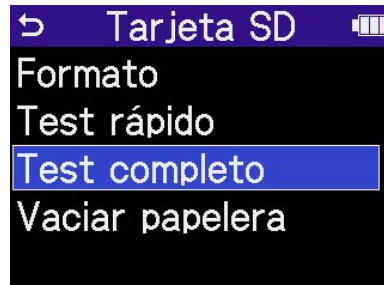 Tarjeta SD
Formato
Test rápido
Test completo
Vaciar papelera